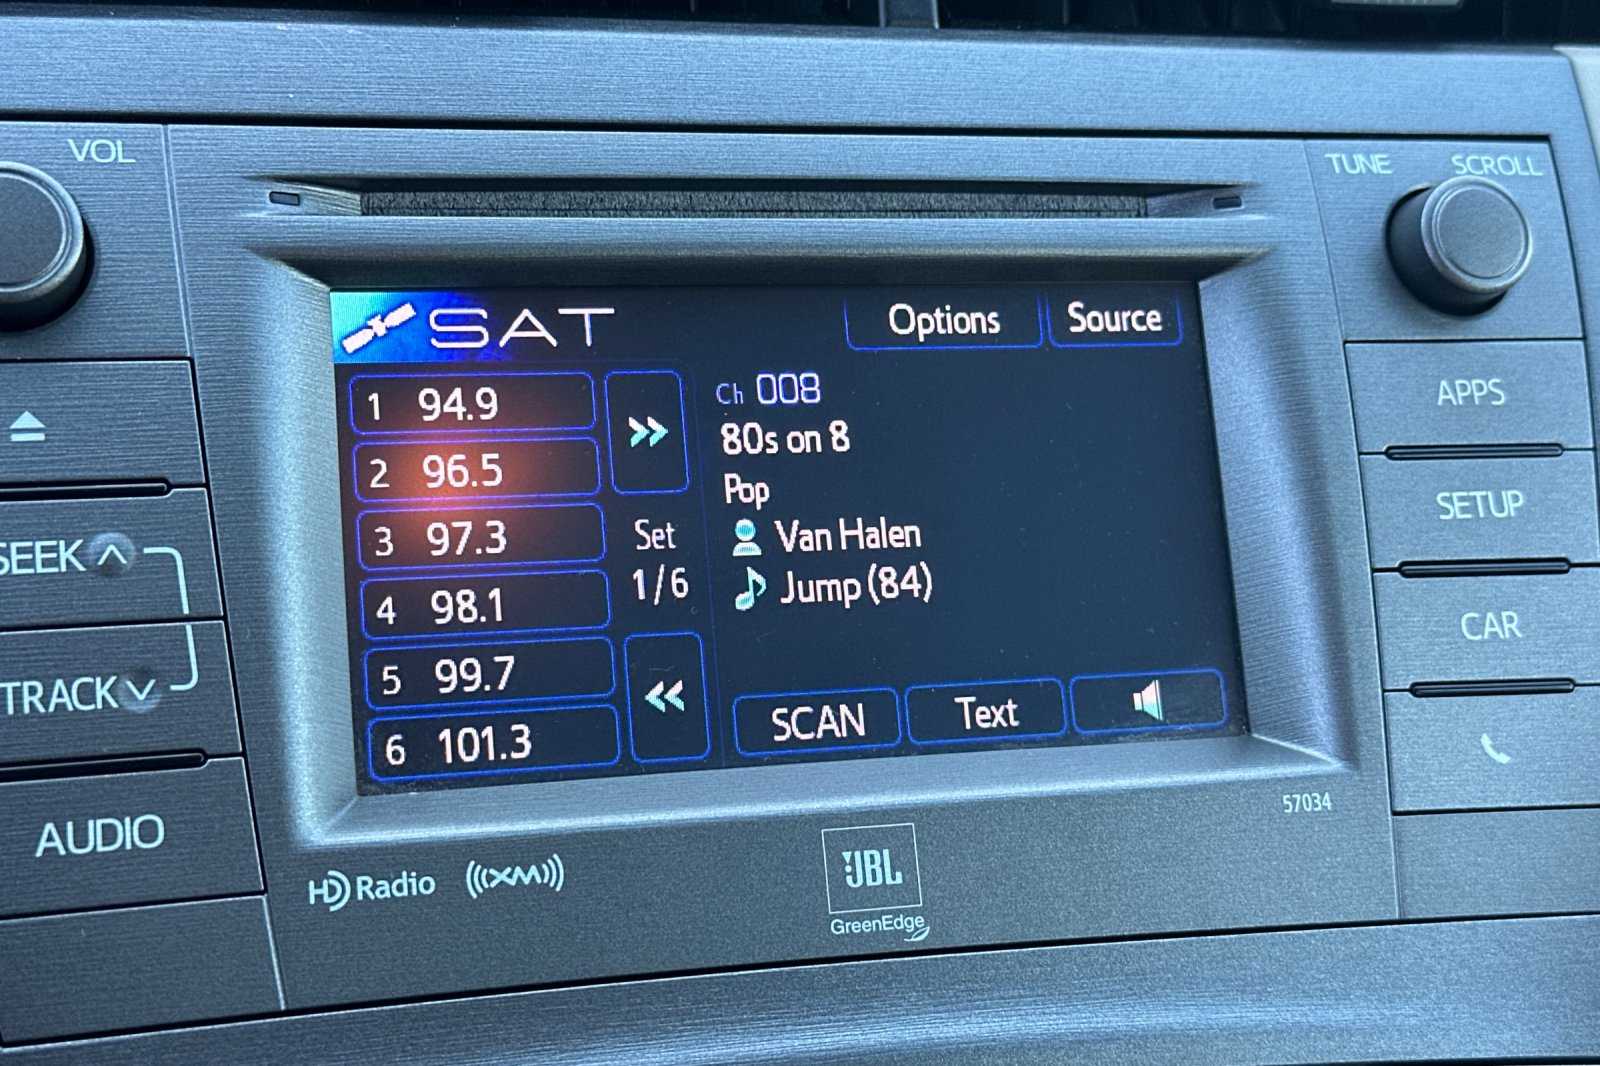 VOL
TUNE SCROLL
SAT
Options
Source
1 94.9
2 96.5
3 97.3
4 98.1
5 99.7
6 101.3
Set
1/6
Ch 008
80s on 8
Pop
Van Halen
Jump (84)
SCAN
Text
SEEK
TRACK
AUDIO
APPS
SETUP
CAR
57034
HD Radio
((XM))
JBL
GreenEdge